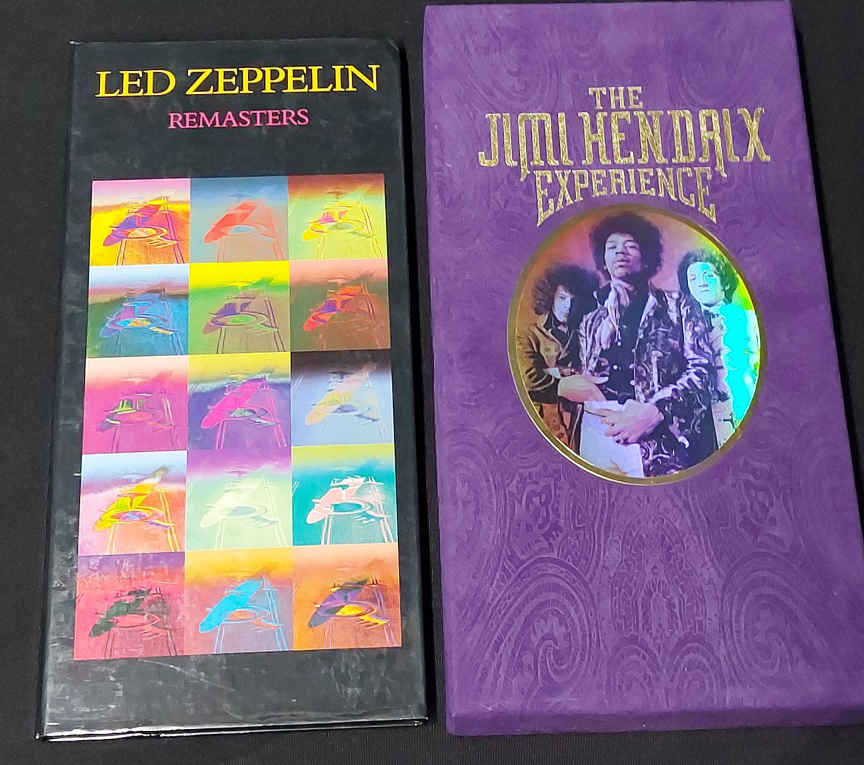 LED ZEPPELIN
REMASTERS
THE
JIMI HENDRIX
EXPERIENCE